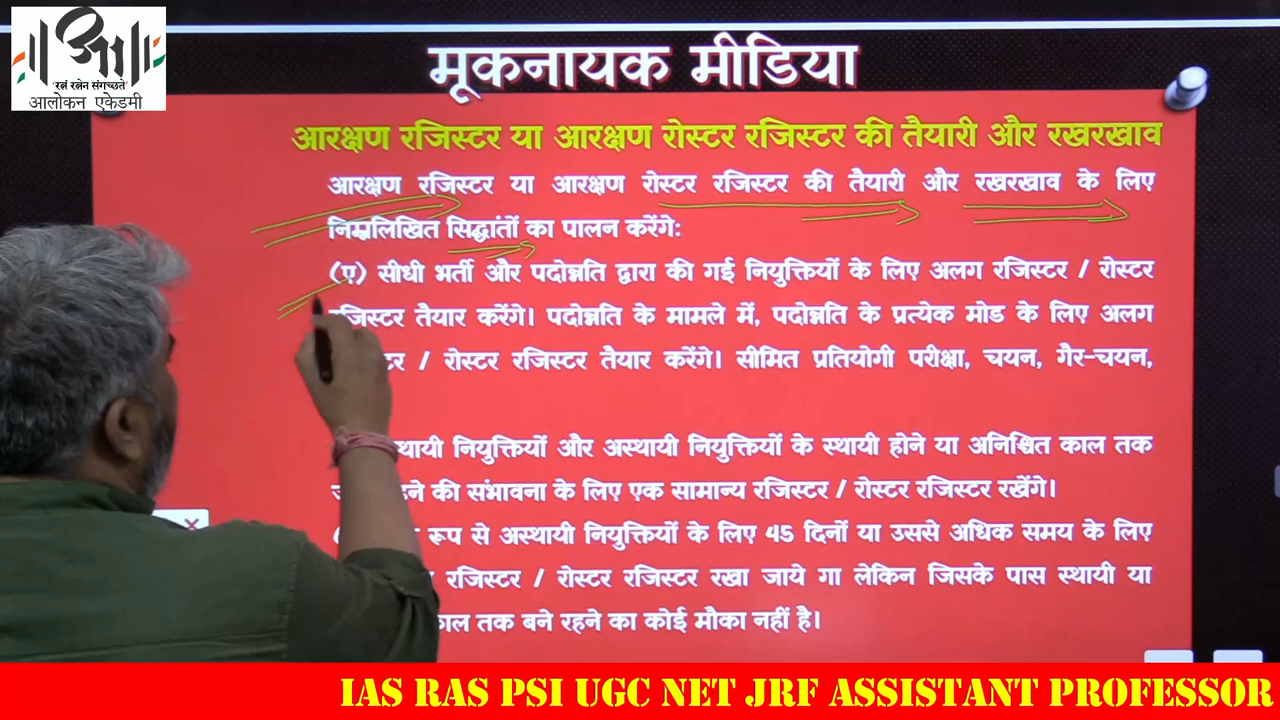 मूकनायक मीडिया
रत्नं रत्नेन संगच्छते
आलोकन एकेडमी
आरक्षण रजिस्टर या आरक्षण रोस्टर रजिस्टर की तैयारी और रखरखाव
आरक्षण रजिस्टर या आरक्षण रोस्टर रजिस्टर की तैयारी और रखरखाव के लिए
निम्नलिखित सिद्धांतों का पालन करेंगे:
(ए) सीधी भर्ती और पदोन्नति द्वारा की गई नियुक्तियों के लिए अलग रजिस्टर / रोस्टर
रजिस्टर तैयार करेंगे। पदोन्नति के मामले में, पदोन्नति के प्रत्येक मोड के लिए अलग
/ रोस्टर रजिस्टर तैयार करेंगे। सीमित प्रतियोगी परीक्षा, चयन, गैर-चयन,
नियुक्तियों और अस्थायी नियुक्तियों के स्थायी होने या अनिश्चित काल तक
की संभावना के लिए एक सामान्य रजिस्टर / रोस्टर रजिस्टर रखेंगे।
रूप से अस्थायी नियुक्तियों के लिए 45 दिनों या उससे अधिक समय के लिए
रजिस्टर / रोस्टर रजिस्टर रखा जाये गा लेकिन जिसके पास स्थायी या
तक बने रहने का कोई मौका नहीं है।
IAS RAS PSI UGC NET JRF ASSISTANT PROFESSOR